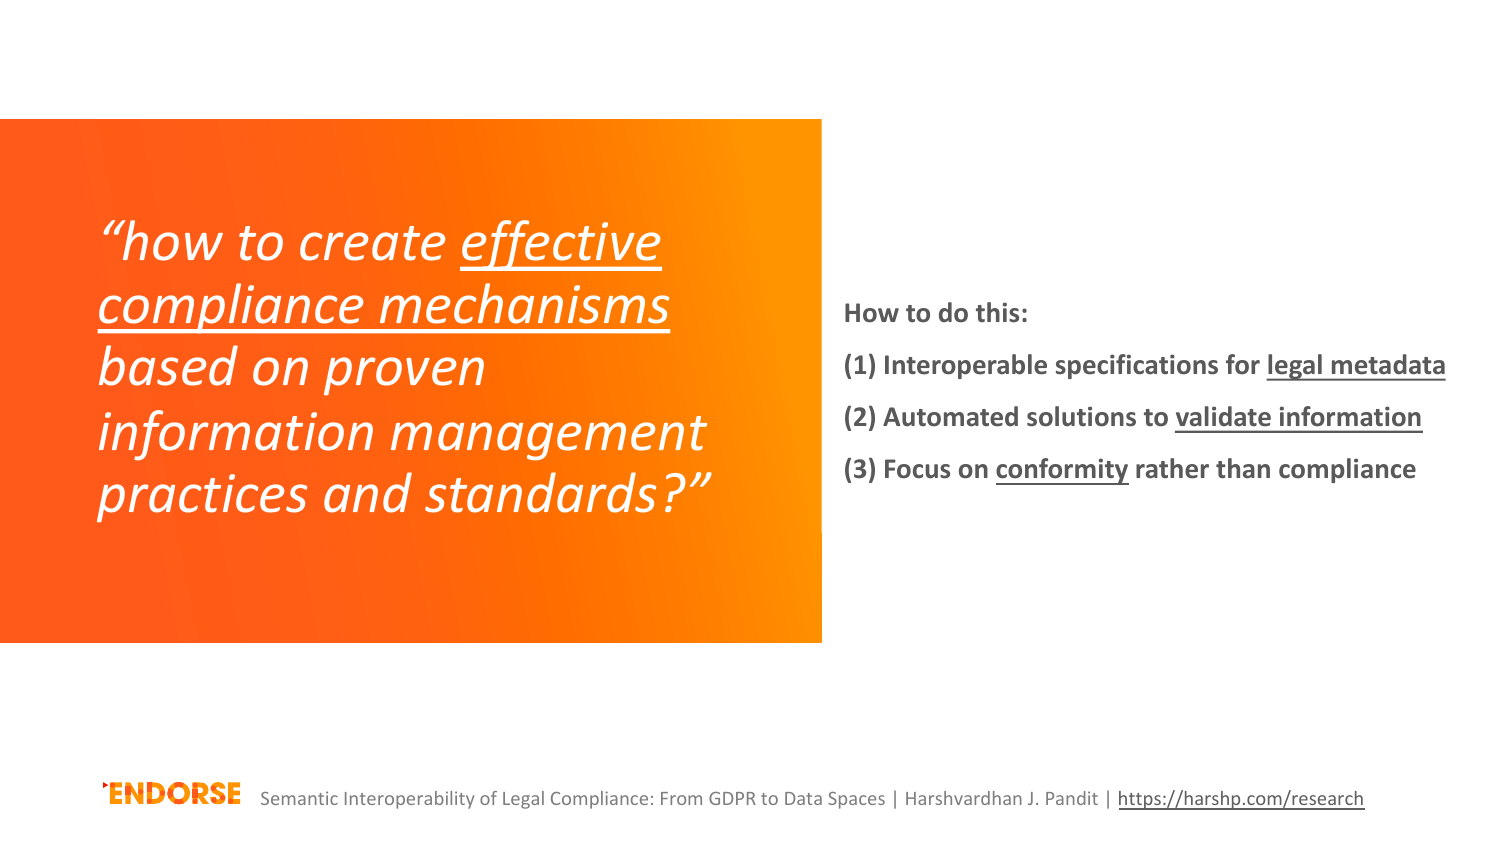 “how to create effective
compliance mechanisms
based on proven
information management
practices and standards?”
How to do this:
(1) Interoperable specifications for legal metadata
(2) Automated solutions to validate information
(3) Focus on conformity rather than compliance
ENDORSE
Semantic Interoperability of Legal Compliance: From GDPR to Data Spaces | Harshvardhan J. Pandit | https://harshp.com/research